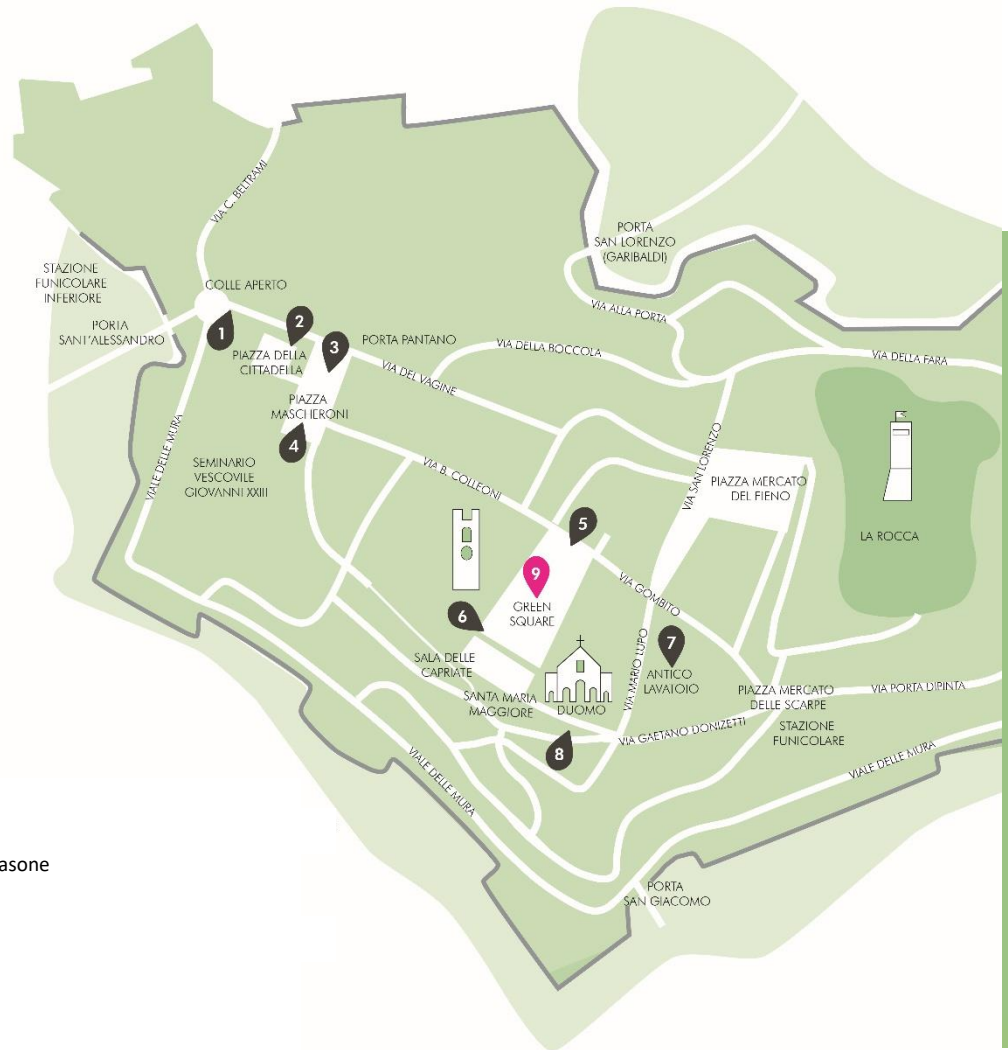 VIA C. BELTRAMI
PORTA
SAN LORENZO
(GARIBALDI)
STAZIONE
FUNICOLARE
INFERIORE
COLLE APERTO
VIA ALLA PORTA
PORTA
SANT'ALESSANDRO
1
2
3
PIAZZA DELLA
CITTADELLA
PORTA PANTANO
VIA DELLA BOCCOLA
VIA DELLA FARA
VIA DEL VAGINE
PIAZZA
MASCHERONI
4
VIALE DELLE MURA
SEMINARIO
VESCOVILE
GIOVANNI XXIII
VIA B. COLLEONI
VIA SAN LORENZO
PIAZZA MERCATO
DEL FIENO
LA ROCCA
5
9
GREEN
SQUARE
VIA GOMBITO
6
SALA DELLE
CAPRIATE
7
ANTICO
LAVATOIO
VIA MARIO LUPO
SANTA MARIA
MAGGIORE
DUOMO
PIAZZA MERCATO
DELLE SCARPE
VIA PORTA DIPINTA
8
VIA GAETANO DONIZETTI
STAZIONE
FUNICOLARE
VIALE DELLE MURA
VIALE DELLE MURA
asone
PORTA
SAN GIACOMO